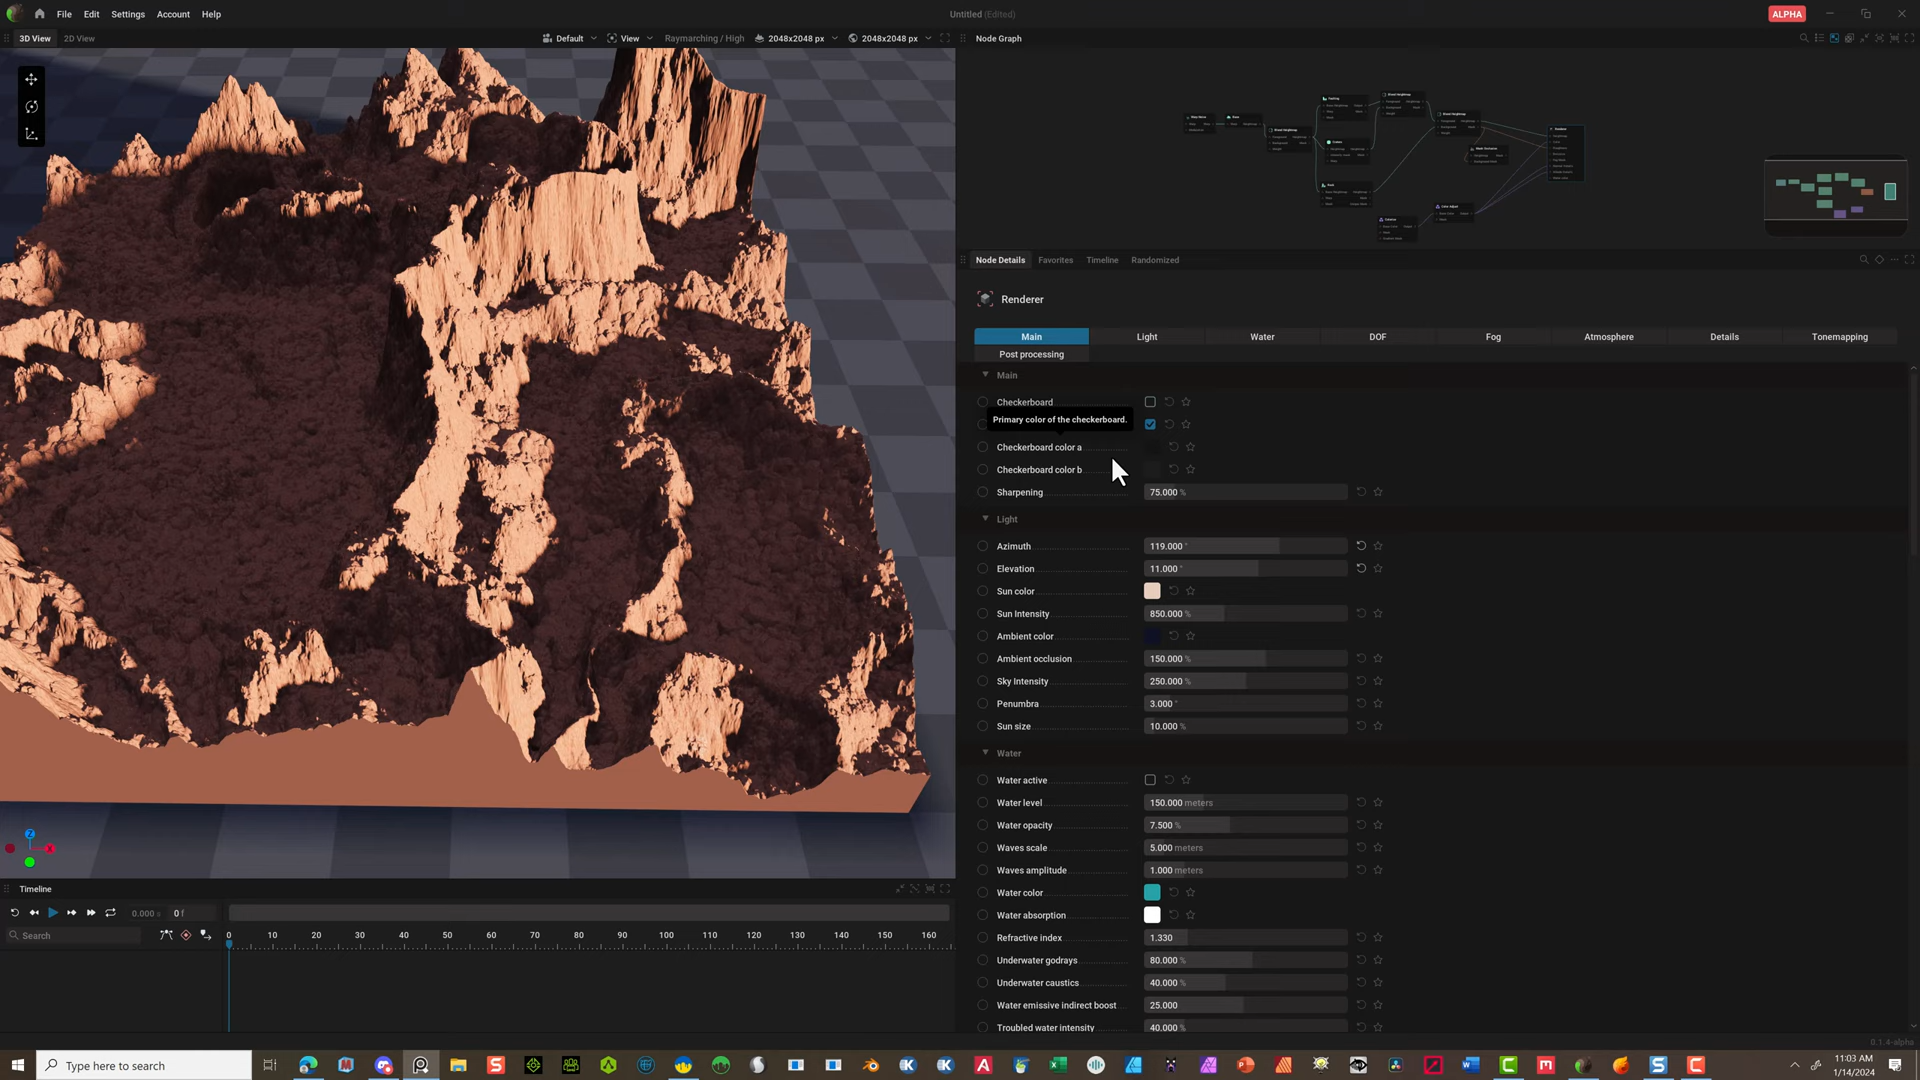 File Edit Settings Account Help
Untitled (Edited)
ALPHA
3D View 2D View
Default View Raymarching / High 2048x2048 px 2048x2048 px
Node Graph
Node Details Favorites Timeline Randomized
Renderer
Main Light Water DOF Fog Atmosphere Details Tonemapping
Post processing
Main
Checkerboard
Primary color of the checkerboard.
Checkerboard color a
Checkerboard color b
Sharpening 75.000 %
Light
Azimuth 119.000 °
Elevation 11.000 °
Sun color
Sun Intensity 850.000 %
Ambient color
Ambient occlusion 150.000 %
Sky Intensity 250.000 %
Penumbra 3.000 °
Sun size 10.000 %
Water
Water active
Water level 150.000 meters
Water opacity 7.500 %
Waves scale 5.000 meters
Waves amplitude 1.000 meters
Water color
Water absorption
Refractive index 1.330
Underwater godrays 80.000 %
Underwater caustics 40.000 %
Water emissive indirect boost 25.000
Troubled water intensity 40.000 %
Z
X
Timeline
0.000 s 0 f
Search
0 10 20 30 40 50 60 70 80 90 100 110 120 130 140 150 160
0.1.4-alpha
Type here to search
11:03 AM
1/14/2024